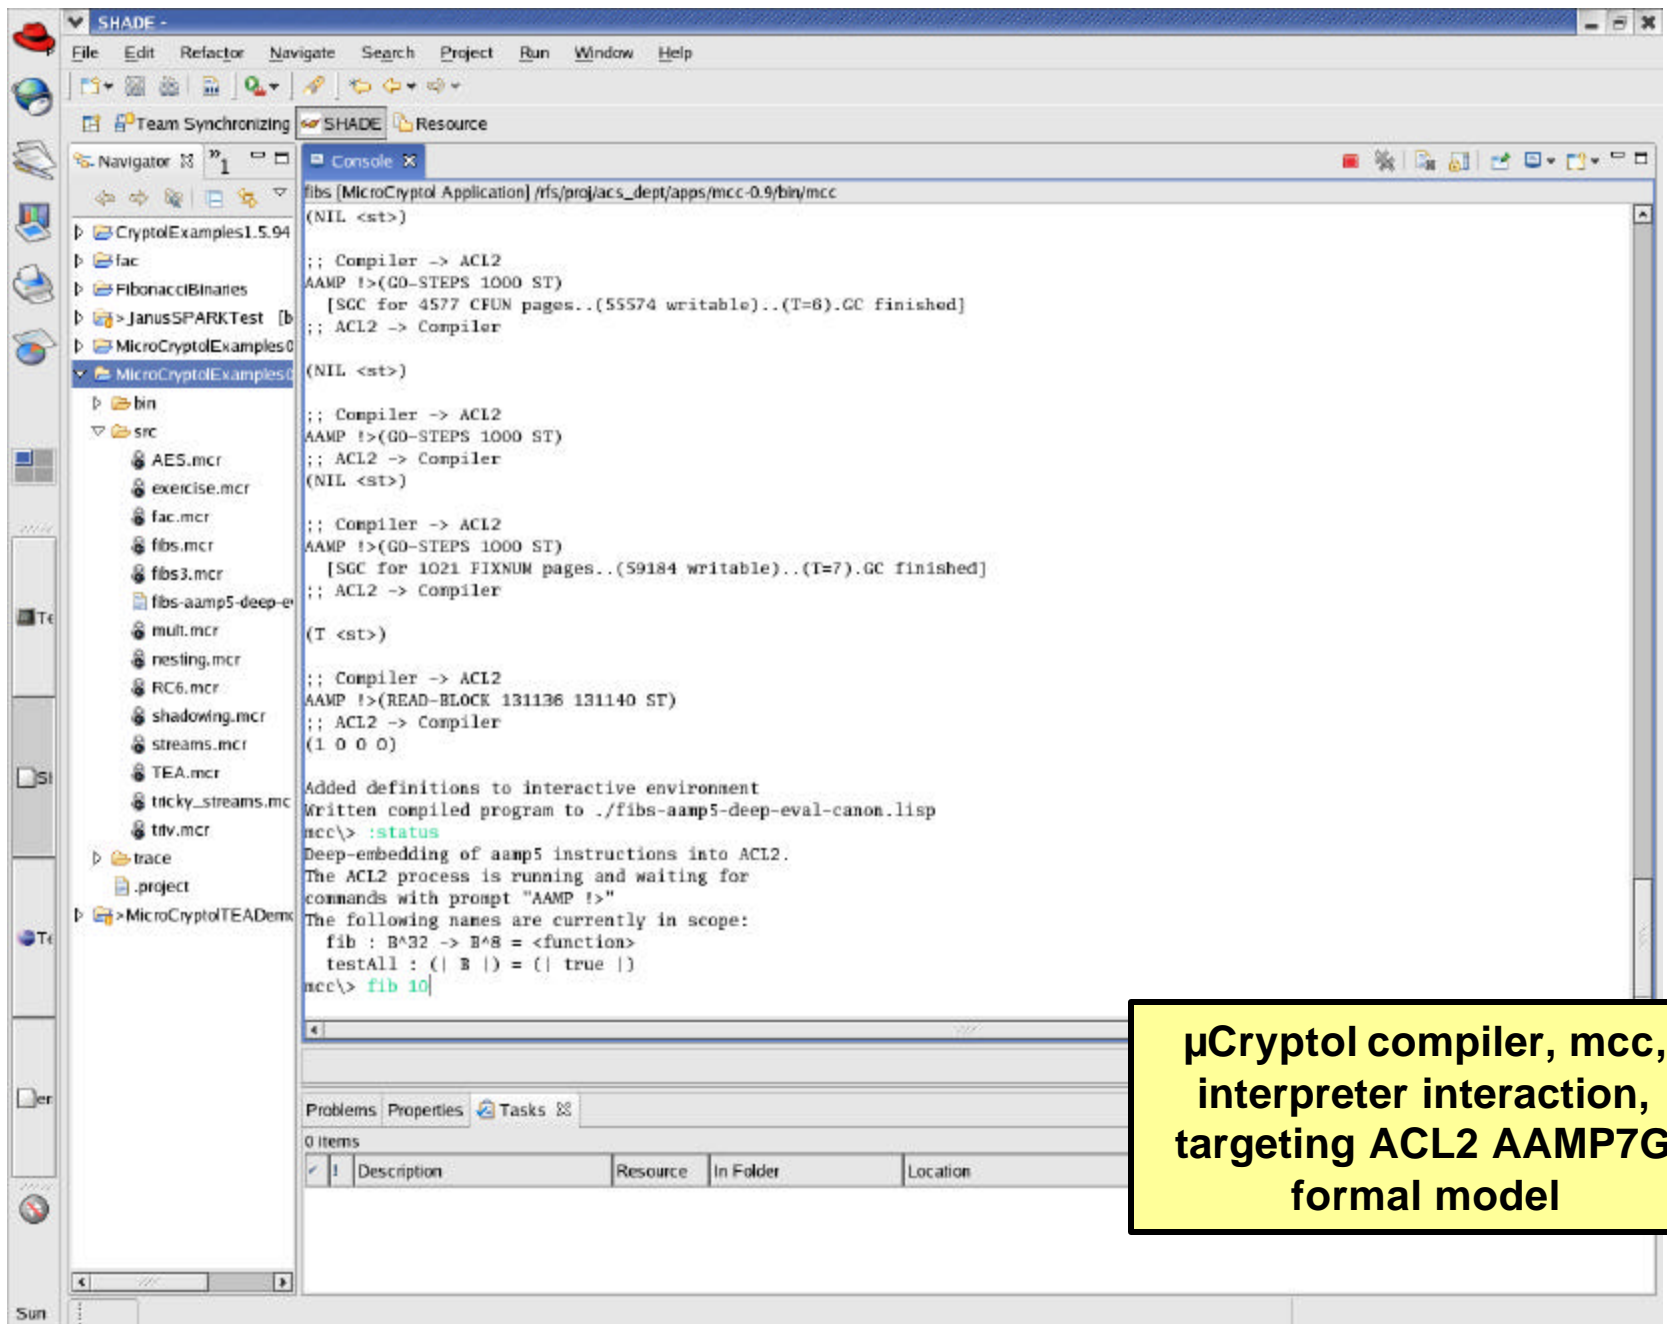 SHADE -
File Edit Refactor Navigate Search Project Run Window Help
Team Synchronizing SHADE Resource
Navigator 1
Console
fibs [MicroCryptol Application] /rfs/proj/acs_dept/apps/mcc-0.9/bin/mcc
CryptolExamples1.5.94
fac
FibonacciBinaries
>JanusSPARKTest [b
MicroCryptolExamples0
MicroCryptolExamples0
bin
src
AES.mcr
exercise.mcr
fac.mcr
fibs.mcr
fibs3.mcr
fibs-aamp5-deep-e
mult.mcr
nesting.mcr
RC6.mcr
shadowing.mcr
streams.mcr
TEA.mcr
tricky_streams.mc
triv.mcr
trace
.project
>MicroCryptolTEADemo
(NIL <st>)
;; Compiler -> ACL2
AAMP !>(GO-STEPS 1000 ST)
[SGC for 4577 CFUN pages..(55574 writable)..(T=6).GC finished]
;; ACL2 -> Compiler
(NIL <st>)
;; Compiler -> ACL2
AAMP !>(GO-STEPS 1000 ST)
;; ACL2 -> Compiler
(NIL <st>)
;; Compiler -> ACL2
AAMP !>(GO-STEPS 1000 ST)
[SGC for 1021 FIXNUM pages..(59184 writable)..(T=7).GC finished]
;; ACL2 -> Compiler
(T <st>)
;; Compiler -> ACL2
AAMP !>(READ-BLOCK 131136 131140 ST)
;; ACL2 -> Compiler
(1 0 0 0)
Added definitions to interactive environment
Written compiled program to ./fibs-aamp5-deep-eval-canon.lisp
mcc\> :status
Deep-embedding of aamp5 instructions into ACL2.
The ACL2 process is running and waiting for
commands with prompt "AAMP !>"
The following names are currently in scope:
fib : B^32 -> B^8 = <function>
testAll : (| B |) = (| true |)
mcc\> fib 10
Problems Properties Tasks
0 items
! Description Resource In Folder Location
Te
Sl
Te
er
Sun
µCryptol compiler, mcc,
interpreter interaction,
targeting ACL2 AAMP7G
formal model